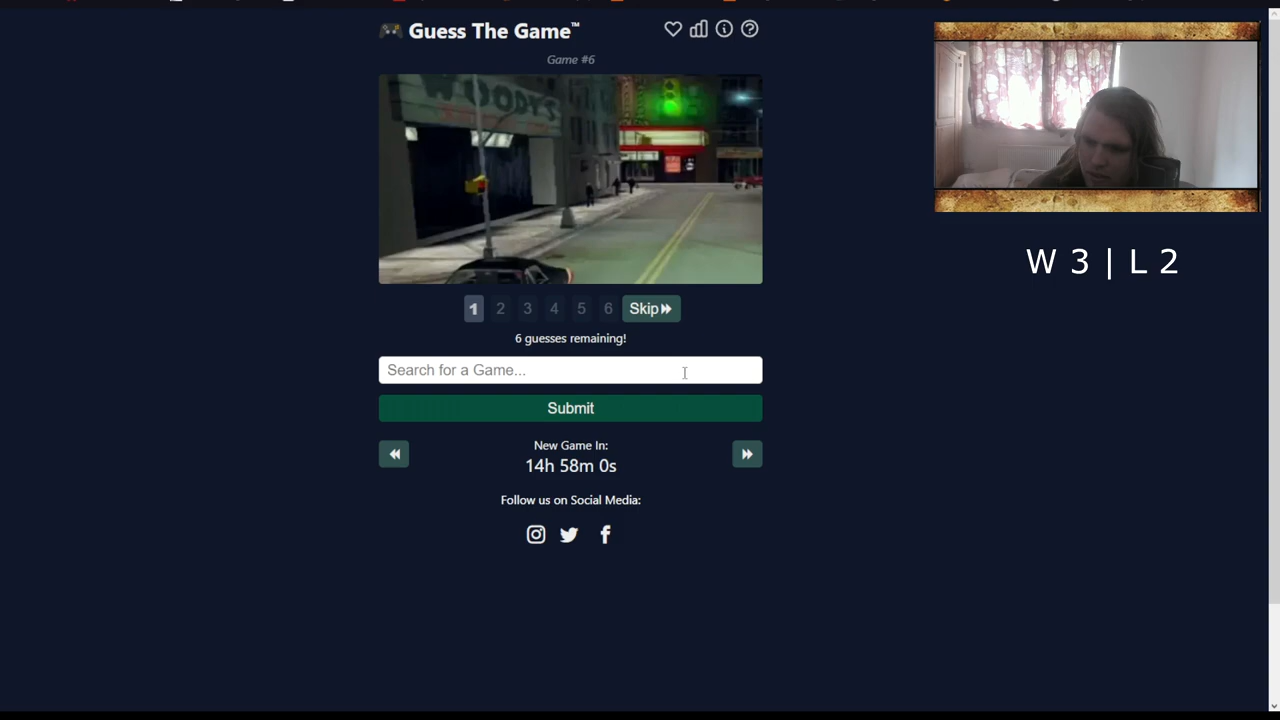 Guess The Game™
Game #6
WOODY'S
1 2 3 4 5 6 Skip
6 guesses remaining!
Search for a Game...
Submit
New Game In:
14h 58m 0s
Follow us on Social Media:
W 3 | L 2